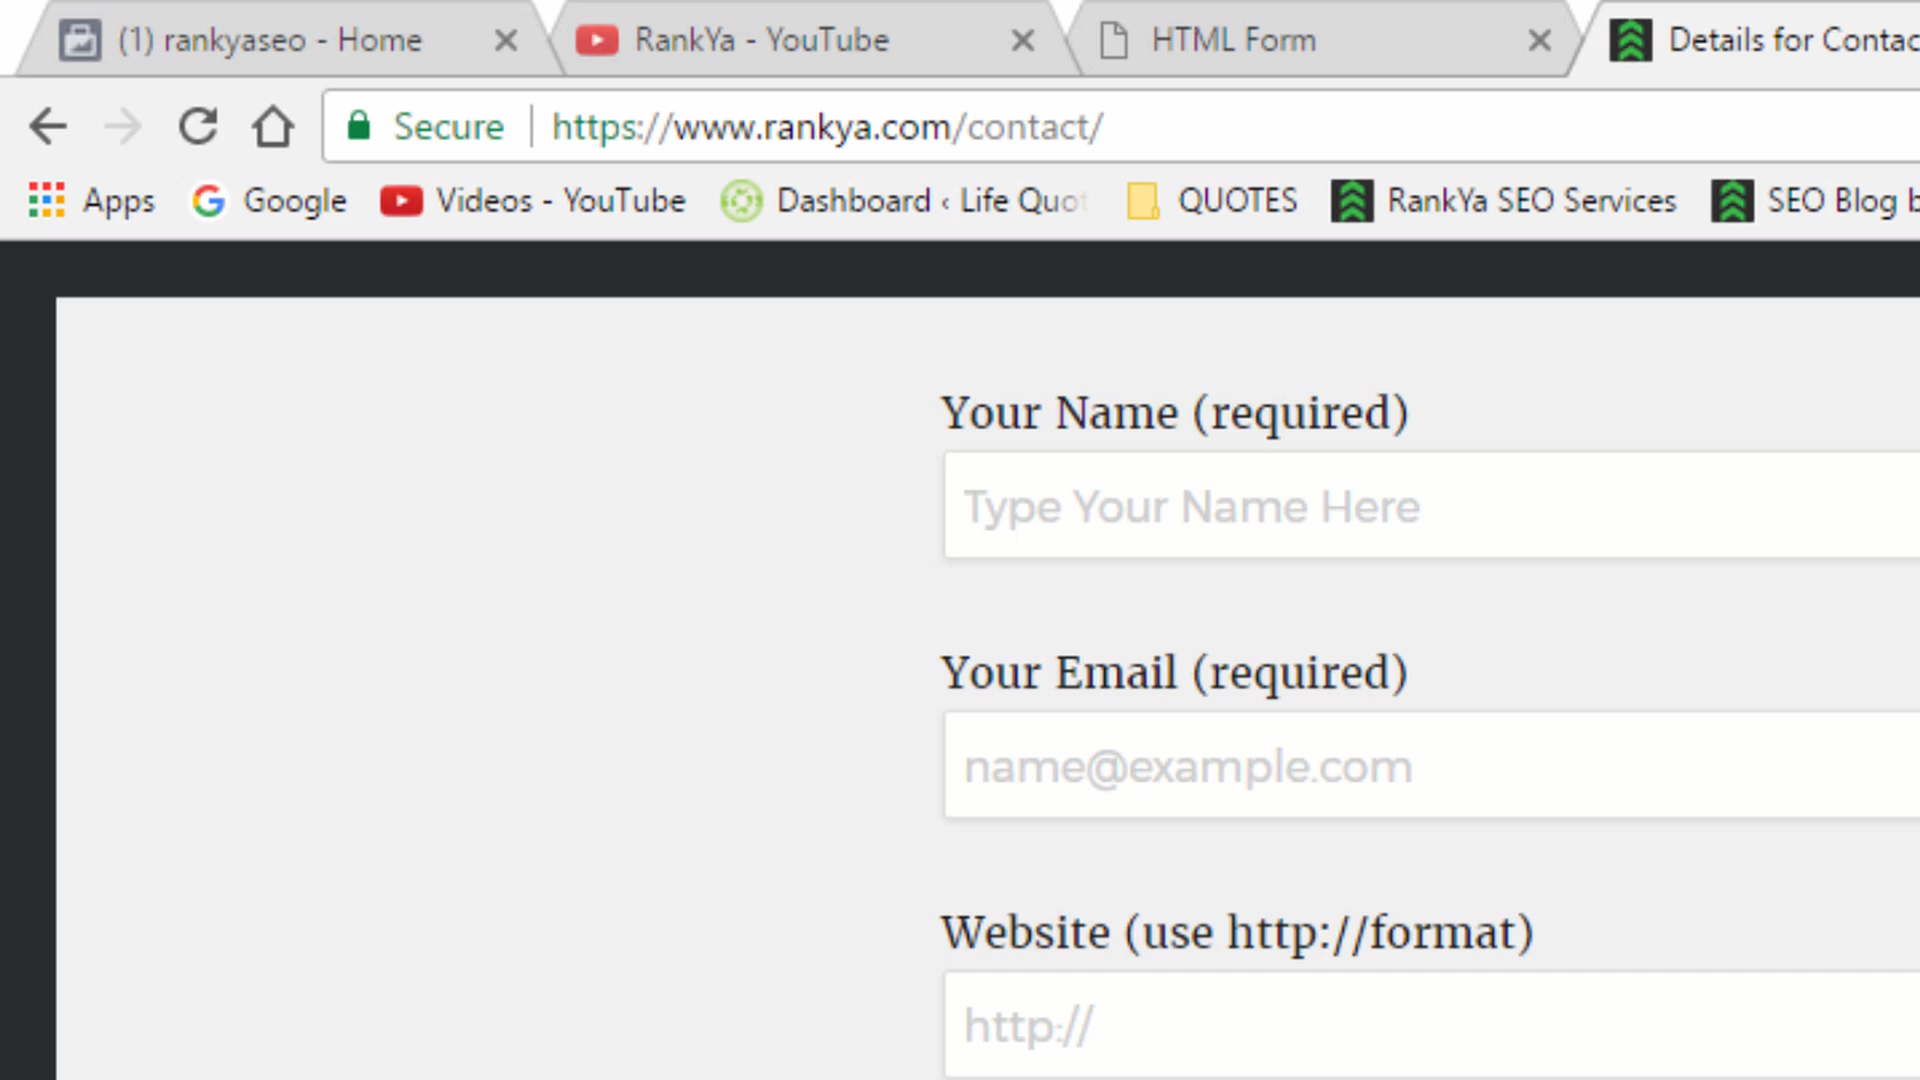 (1) rankyaseo - Home
RankYa - YouTube
HTML Form
Details for Contac
Secure
https://www.rankya.com/contact/
Apps
Google
Videos - YouTube
Dashboard ‹ Life Quot
QUOTES
RankYa SEO Services
SEO Blog b
Your Name (required)
Type Your Name Here
Your Email (required)
name@example.com
Website (use http://format)
http://